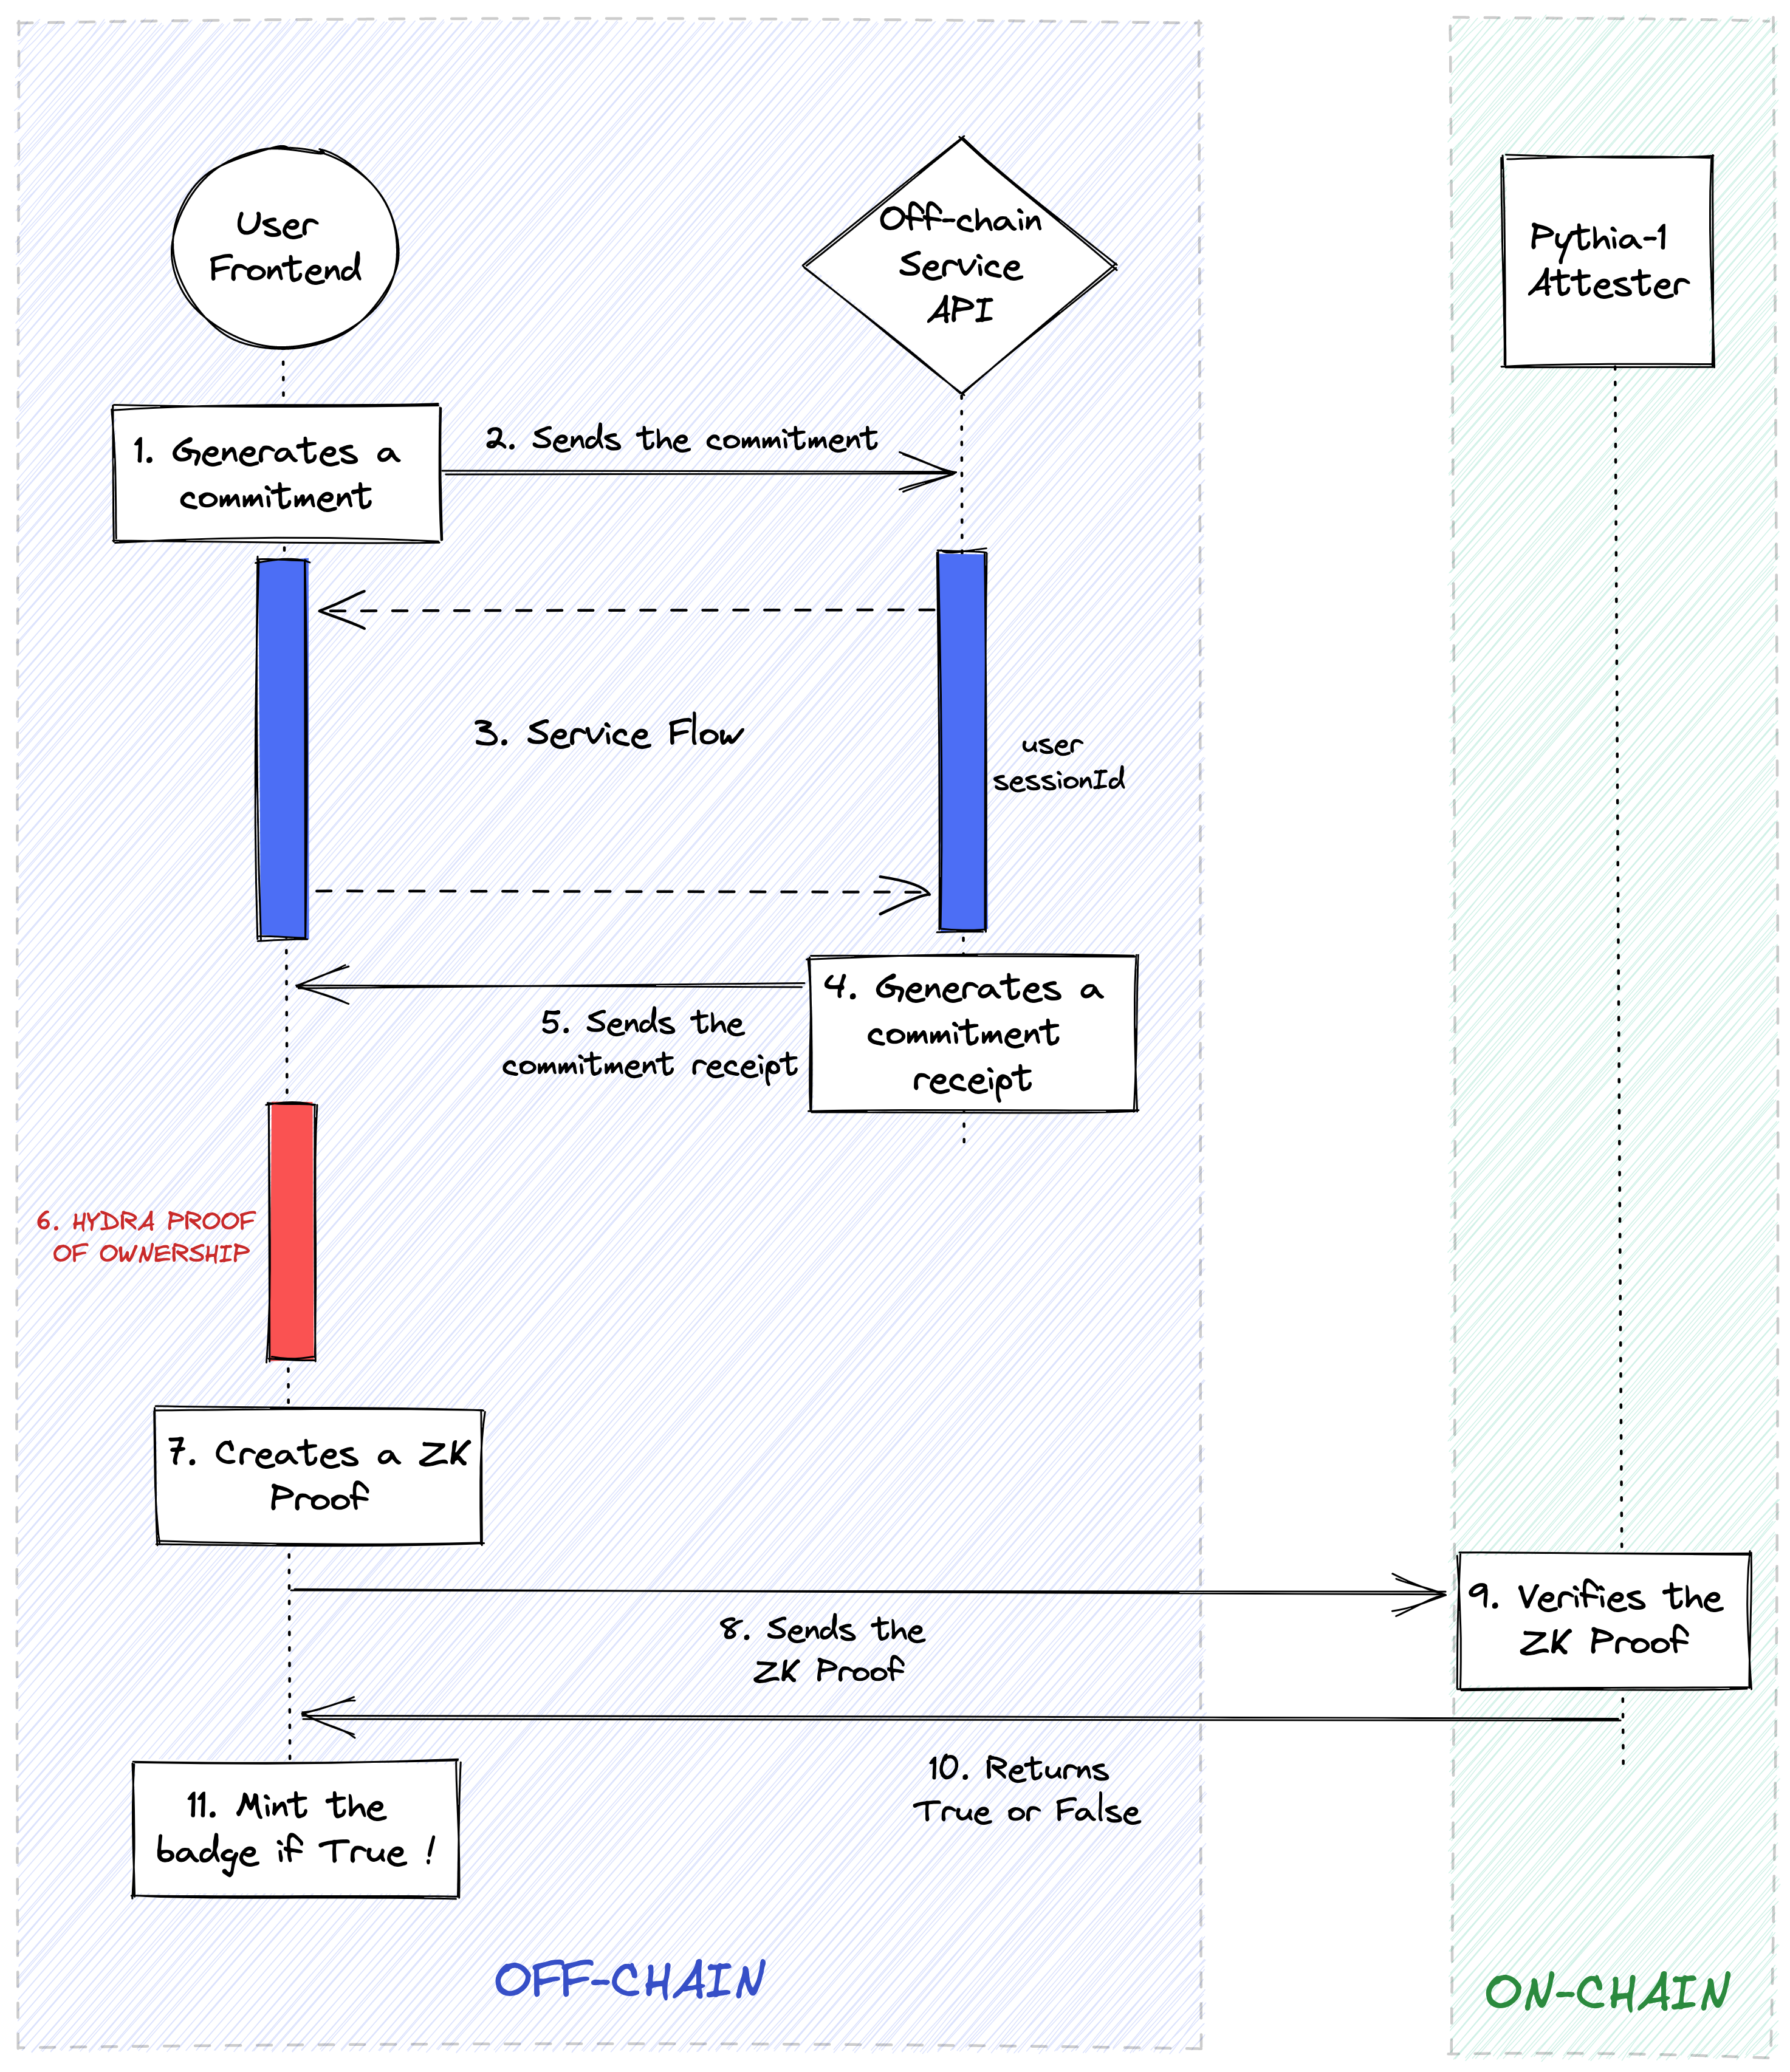 User
Frontend
Off-chain
Service
API
Pythia-1
Attester
1. Generates a
commitment
2. Sends the commitment
3. Service Flow
user
sessionId
4. Generates a
commitment
receipt
5. Sends the
commitment receipt
6. HYDRA PROOF
OF OWNERSHIP
7. Creates a ZK
Proof
8. Sends the
ZK Proof
9. Verifies the
ZK Proof
10. Returns
True or False
11. Mint the
badge if True !
OFF-CHAIN
ON-CHAIN